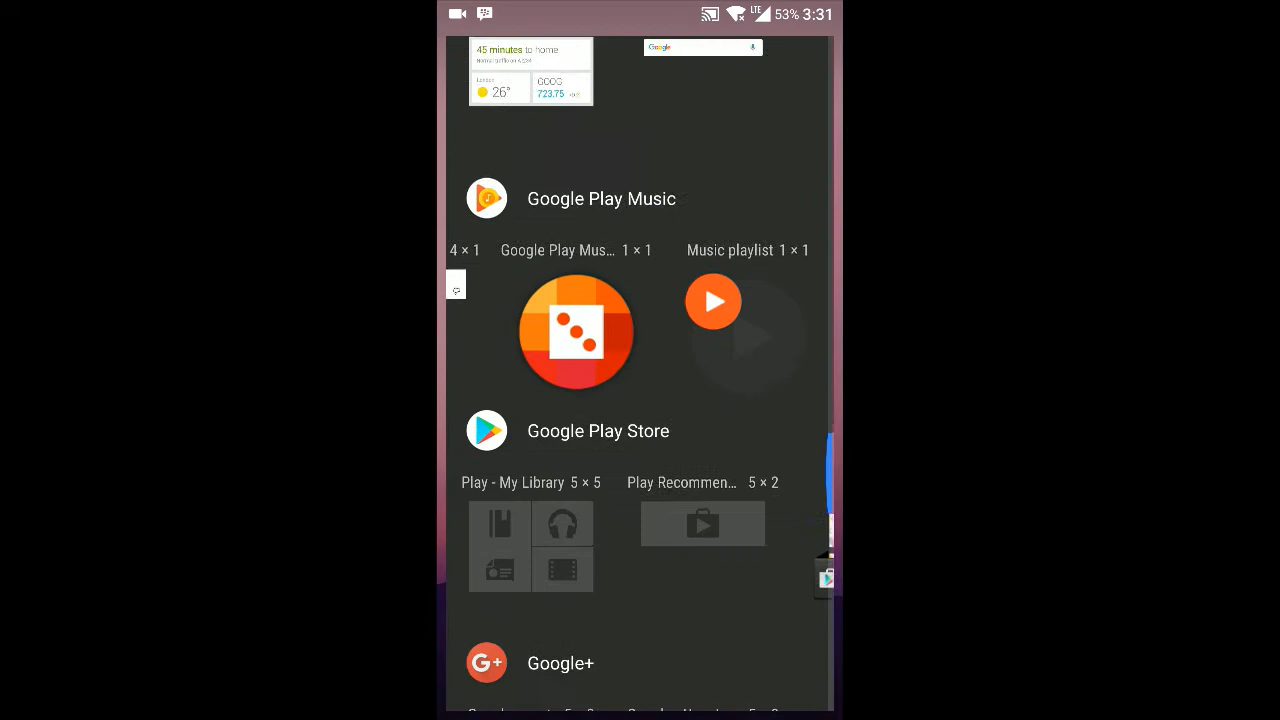 LTE 53% 3:31
45 minutes to home
Google
London
26°
GOOG
723.75
Google Play Music
4 × 1 Google Play Mus... 1 × 1 Music playlist 1 × 1
Google Play Store
Play - My Library 5 × 5 Play Recommen... 5 × 2
G+ Google+